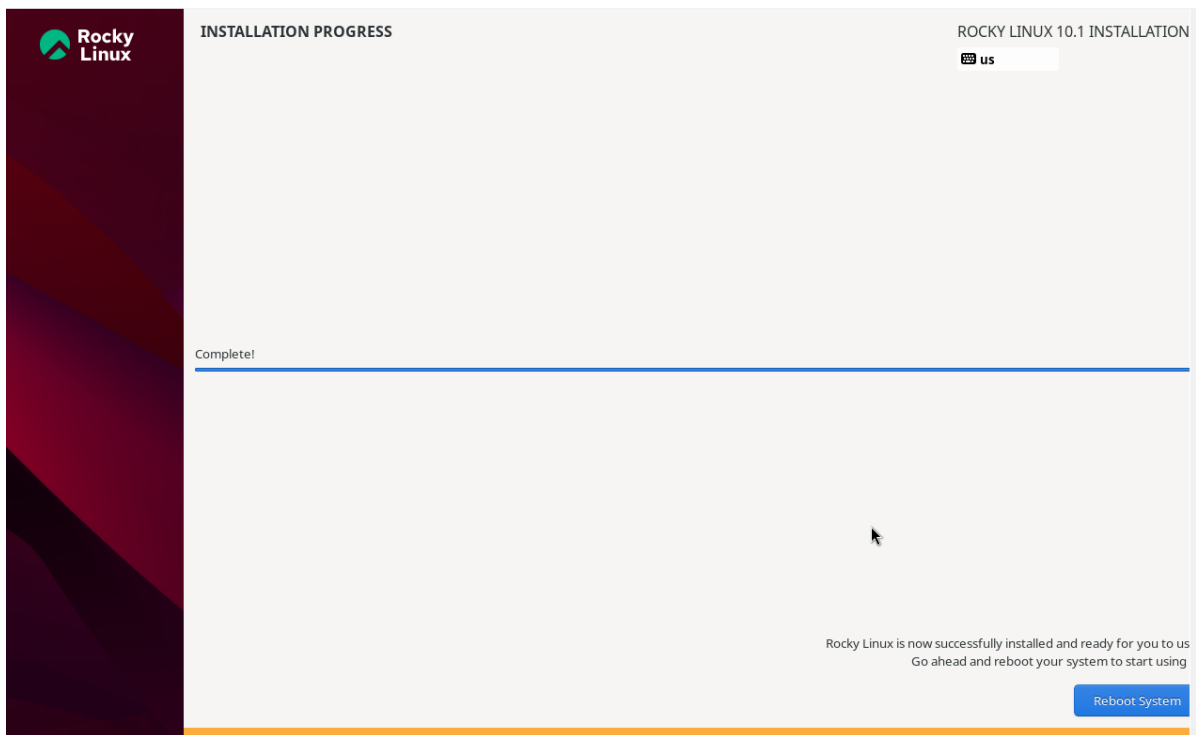 Rocky
Linux
INSTALLATION PROGRESS
ROCKY LINUX 10.1 INSTALLATION
us
Complete!
Rocky Linux is now successfully installed and ready for you to us
Go ahead and reboot your system to start using
Reboot System